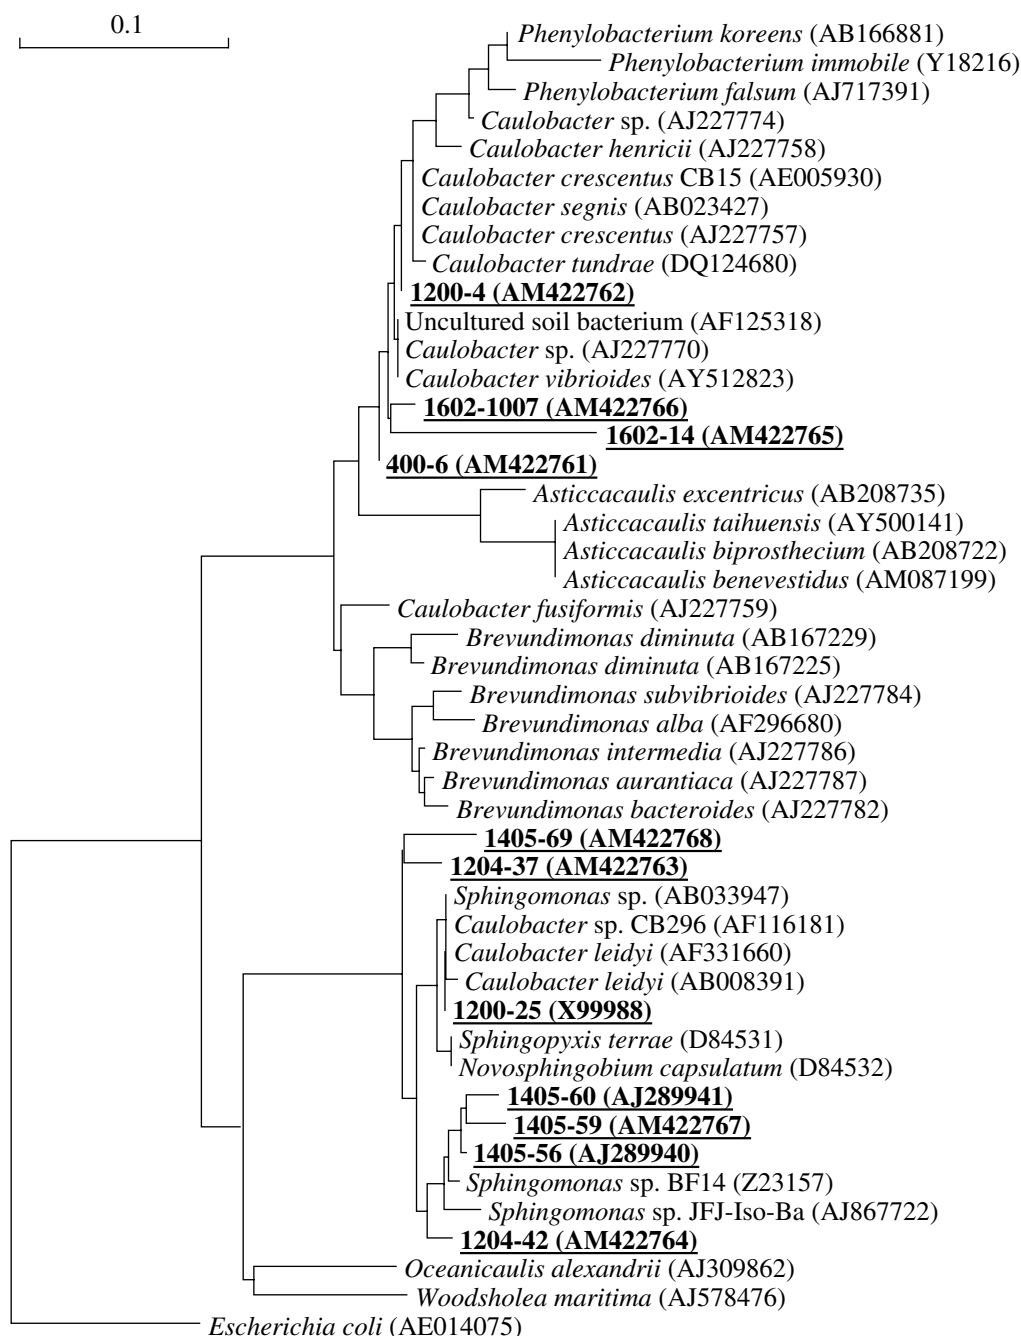 0.1
Phenylobacterium koreens (AB166881)
Phenylobacterium immobile (Y18216)
Phenylobacterium falsum (AJ717391)
Caulobacter sp. (AJ227774)
Caulobacter henricii (AJ227758)
Caulobacter crescentus CB15 (AE005930)
Caulobacter segnis (AB023427)
Caulobacter crescentus (AJ227757)
Caulobacter tundrae (DQ124680)
1200-4 (AM422762)
Uncultured soil bacterium (AF125318)
Caulobacter sp. (AJ227770)
Caulobacter vibrioides (AY512823)
1602-1007 (AM422766)
1602-14 (AM422765)
400-6 (AM422761)
Asticcacaulis excentricus (AB208735)
Asticcacaulis taihuensis (AY500141)
Asticcacaulis biprosthecium (AB208722)
Asticcacaulis benevestidus (AM087199)
Caulobacter fusiformis (AJ227759)
Brevundimonas diminuta (AB167229)
Brevundimonas diminuta (AB167225)
Brevundimonas subvibrioides (AJ227784)
Brevundimonas alba (AF296680)
Brevundimonas intermedia (AJ227786)
Brevundimonas aurantiaca (AJ227787)
Brevundimonas bacteroides (AJ227782)
1405-69 (AM422768)
1204-37 (AM422763)
Sphingomonas sp. (AB033947)
Caulobacter sp. CB296 (AF116181)
Caulobacter leidyi (AF331660)
Caulobacter leidyi (AB008391)
1200-25 (X99988)
Sphingopyxis terrae (D84531)
Novosphingobium capsulatum (D84532)
1405-60 (AJ289941)
1405-59 (AM422767)
1405-56 (AJ289940)
Sphingomonas sp. BF14 (Z23157)
Sphingomonas sp. JFJ-Iso-Ba (AJ867722)
1204-42 (AM422764)
Oceanicaulis alexandrii (AJ309862)
Woodsholea maritima (AJ578476)
Escherichia coli (AE014075)